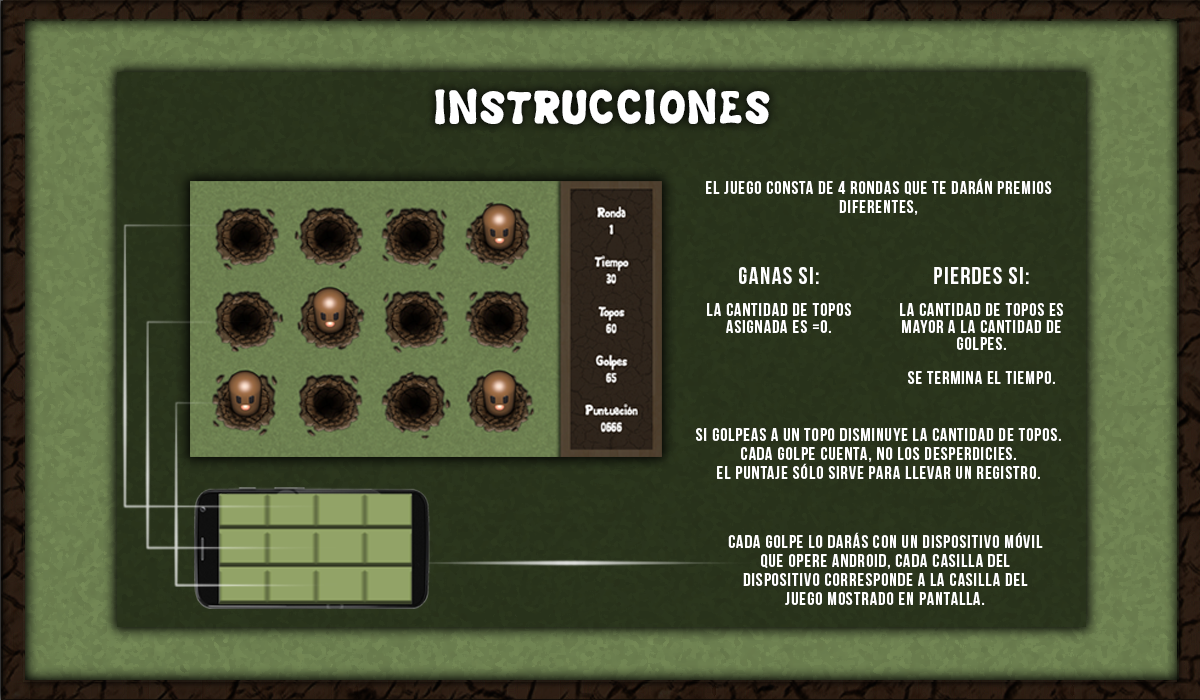 INSTRUCCIONES
Ronda
1
Tiempo
30
Topos
60
Golpes
65
Puntuación
0666
EL JUEGO CONSTA DE 4 RONDAS QUE TE DARÁN PREMIOS
DIFERENTES,
GANAS SI:
LA CANTIDAD DE TOPOS
ASIGNADA ES =0.
PIERDES SI:
LA CANTIDAD DE TOPOS ES
MAYOR A LA CANTIDAD DE
GOLPES.
SE TERMINA EL TIEMPO.
SI GOLPEAS A UN TOPO DISMINUYE LA CANTIDAD DE TOPOS.
CADA GOLPE CUENTA, NO LOS DESPERDICIES.
EL PUNTAJE SÓLO SIRVE PARA LLEVAR UN REGISTRO.
CADA GOLPE LO DARÁS CON UN DISPOSITIVO MÓVIL
QUE OPERE ANDROID, CADA CASILLA DEL
DISPOSITIVO CORRESPONDE A LA CASILLA DEL
JUEGO MOSTRADO EN PANTALLA.